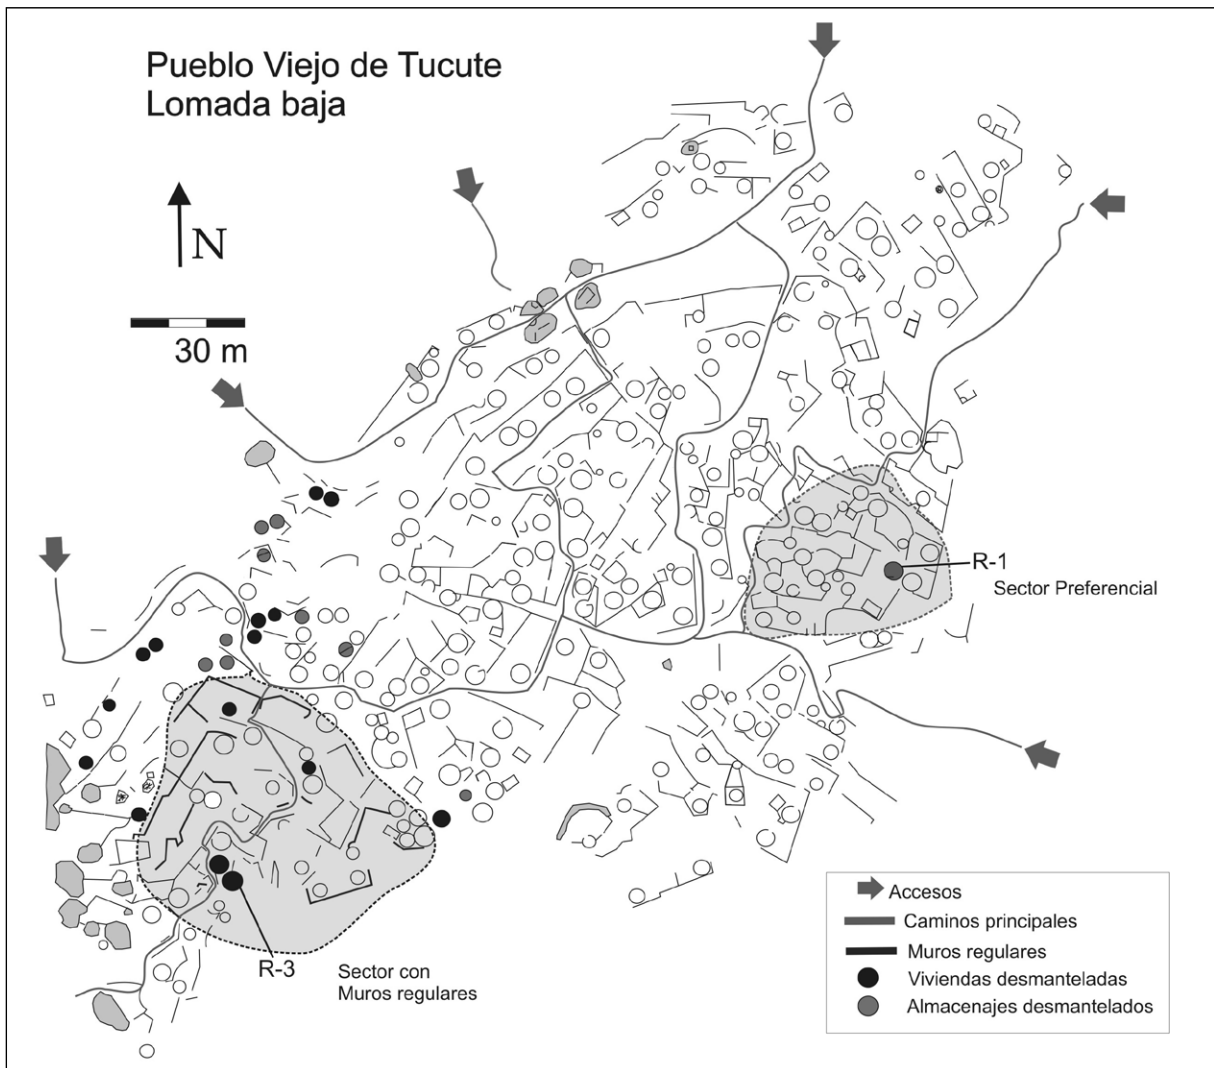 Pueblo Viejo de Tucute
Lomada baja
N
30 m
R-1
Sector Preferencial
R-3
Sector con
Muros regulares
Accesos
Caminos principales
Muros regulares
Viviendas desmanteladas
Almacenajes desmantelados